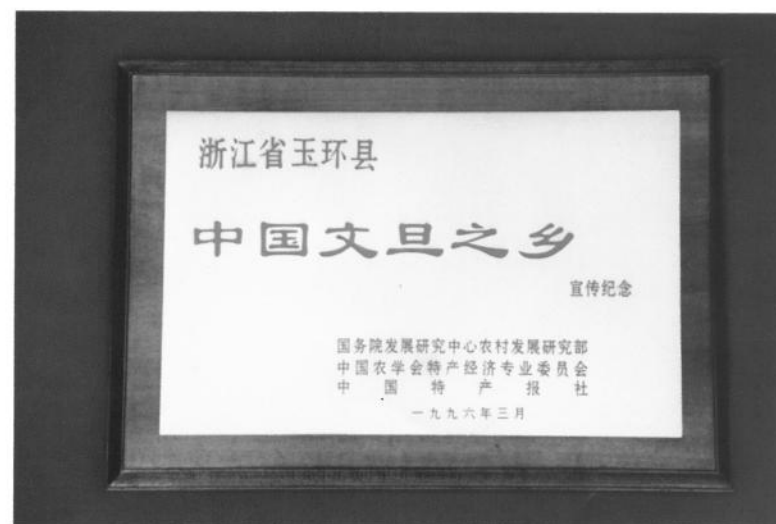 浙江省玉环县
中国文旦之乡
宣传纪念
国务院发展研究中心农村发展研究部
中国农学会特产经济专业委员会
中国特产报社
一九九六年三月